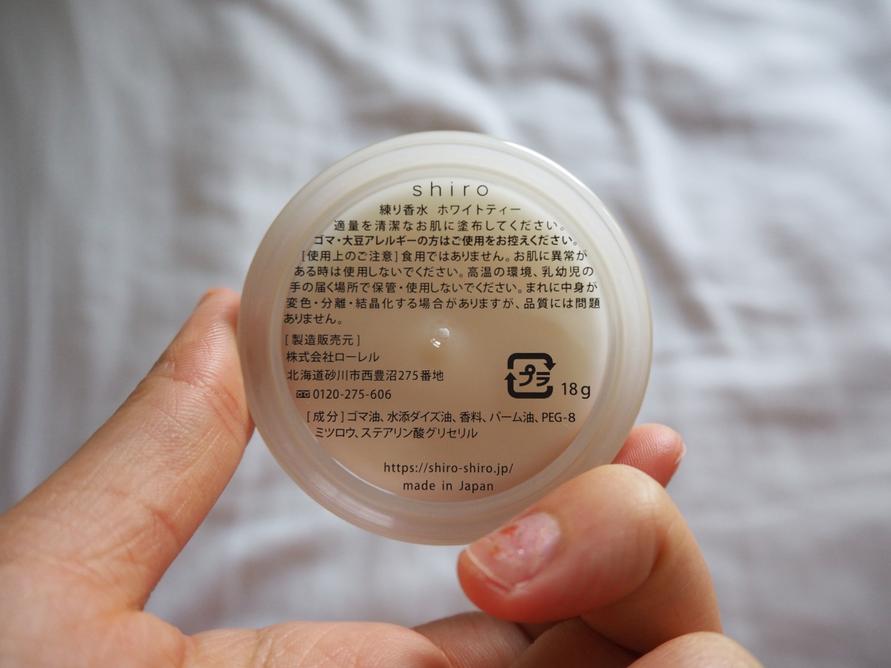 shiro
練り香水 ホワイトティー
適量を清潔なお肌に塗布してください。
ゴマ・大豆アレルギーの方はご使用をお控えください。
[使用上のご注意]食用ではありません。お肌に異常が
ある時は使用しないでください。高温の環境、乳幼児の
手の届く場所で保管・使用しないでください。まれに中身が
変色・分離・結晶化する場合がありますが、品質には問題
ありません。
[製造販売元]
株式会社ローレル
北海道砂川市西豊沼275番地
0120-275-606
プラ
18g
[成分]ゴマ油、水添ダイズ油、香料、パーム油、PEG-8
ミツロウ、ステアリン酸グリセリル
https://shiro-shiro.jp/
made in Japan